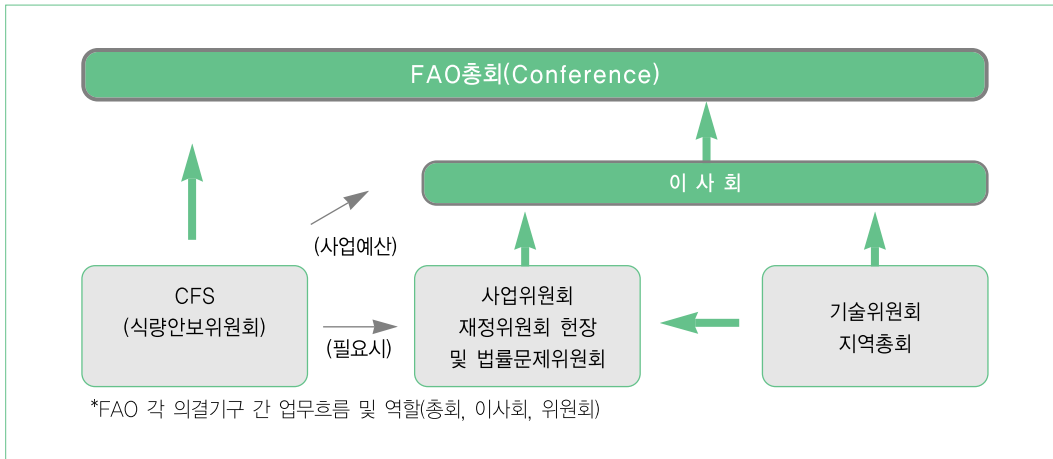 FAO총회(Conference)
이 사 회
(사업예산)
CFS
(식량안보위원회)
(필요시)
사업위원회
재정위원회 헌장
및 법률문제위원회
기술위원회
지역총회
*FAO 각 의결기구 간 업무흐름 및 역할(총회, 이사회, 위원회)